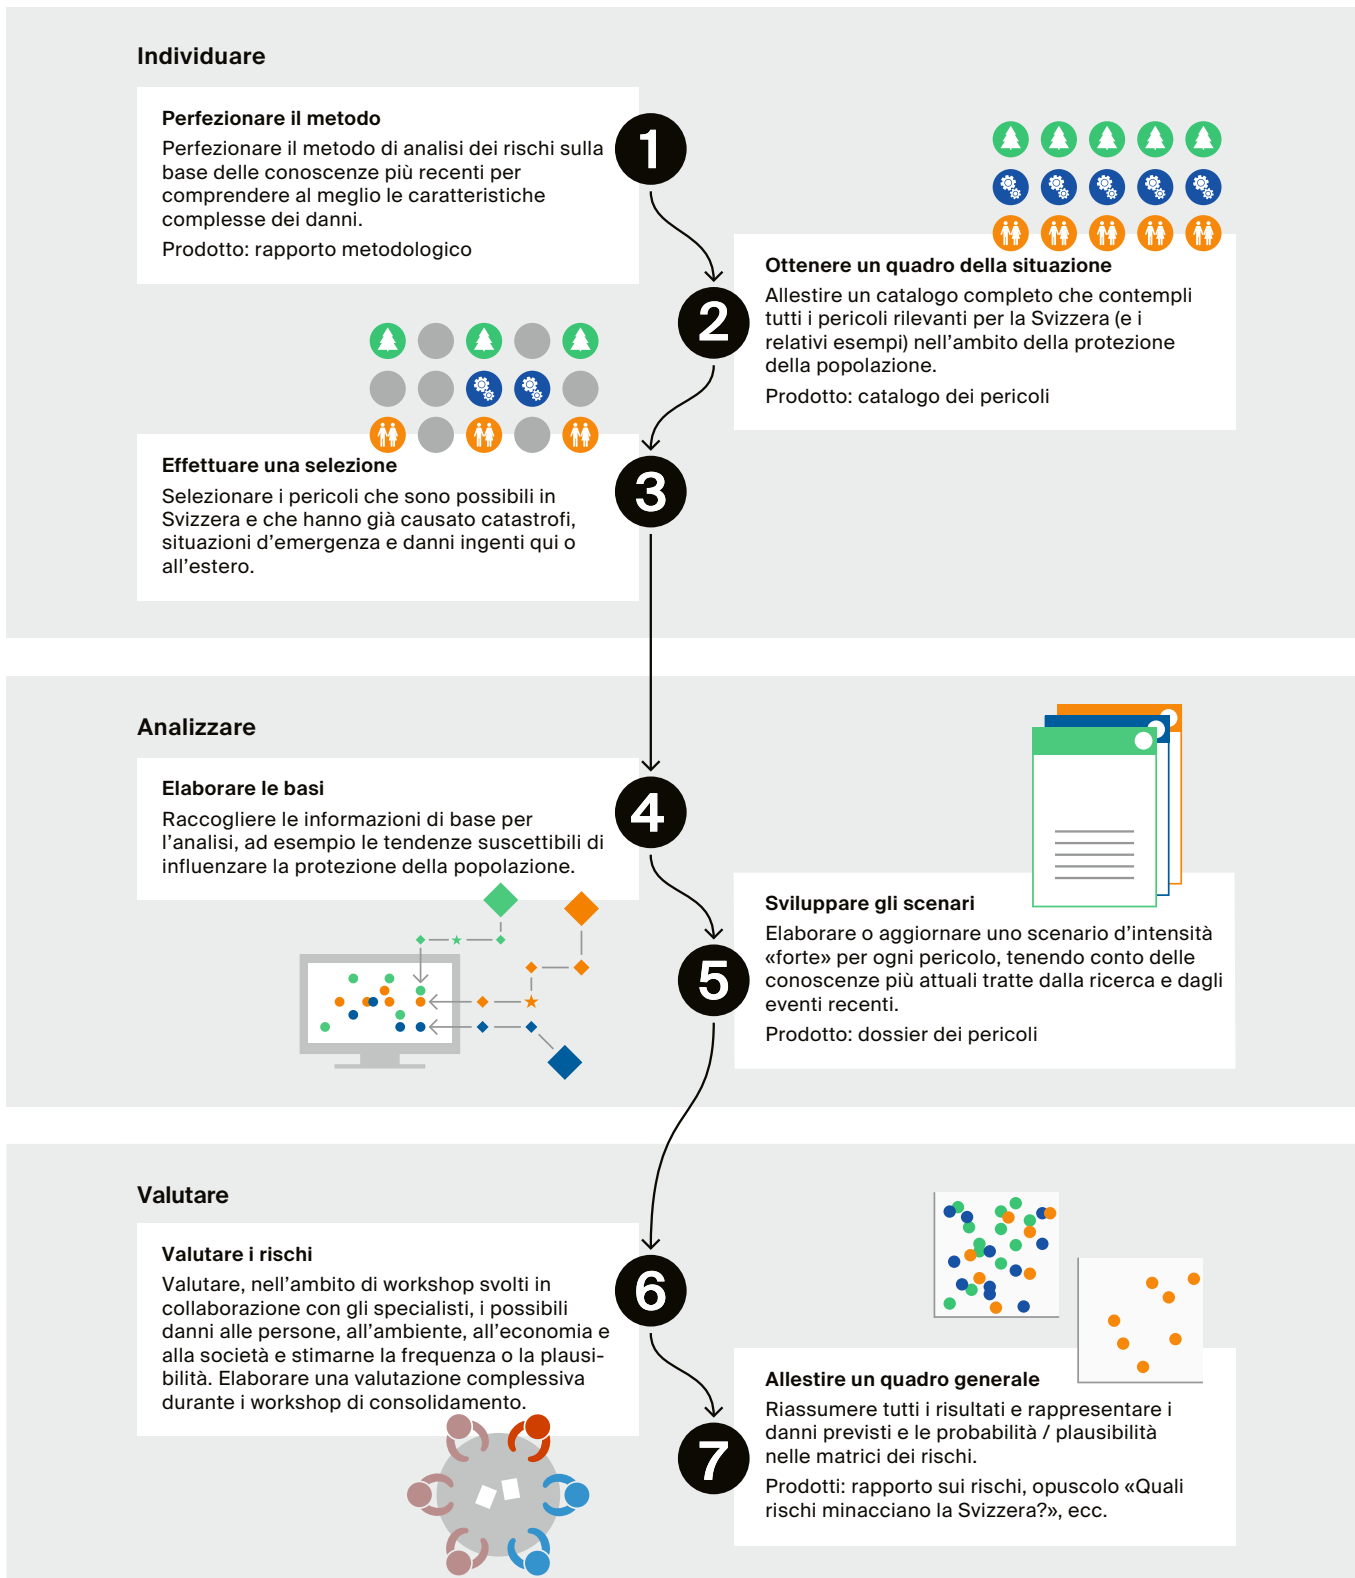 Individuare
Perfezionare il metodo
Perfezionare il metodo di analisi dei rischi sulla
base delle conoscenze più recenti per
comprendere al meglio le caratteristiche
complesse dei danni.
Prodotto: rapporto metodologico
1
Ottenere un quadro della situazione
Allestire un catalogo completo che contempli
tutti i pericoli rilevanti per la Svizzera (e i
relativi esempi) nell'ambito della protezione
della popolazione.
Prodotto: catalogo dei pericoli
2
Effettuare una selezione
Selezionare i pericoli che sono possibili in
Svizzera e che hanno già causato catastrofi,
situazioni d'emergenza e danni ingenti qui o
all'estero.
3
Analizzare
Elaborare le basi
Raccogliere le informazioni di base per
l'analisi, ad esempio le tendenze suscettibili di
influenzare la protezione della popolazione.
4
Sviluppare gli scenari
Elaborare o aggiornare uno scenario d'intensità
«forte» per ogni pericolo, tenendo conto delle
conoscenze più attuali tratte dalla ricerca e dagli
eventi recenti.
Prodotto: dossier dei pericoli
5
Valutare
Valutare i rischi
Valutare, nell'ambito di workshop svolti in
collaborazione con gli specialisti, i possibili
danni alle persone, all'ambiente, all'economia e
alla società e stimarne la frequenza o la plausi-
bilità. Elaborare una valutazione complessiva
durante i workshop di consolidamento.
6
Allestire un quadro generale
Riassumere tutti i risultati e rappresentare i
danni previsti e le probabilità / plausibilità
nelle matrici dei rischi.
Prodotti: rapporto sui rischi, opuscolo «Quali
rischi minacciano la Svizzera?», ecc.
7